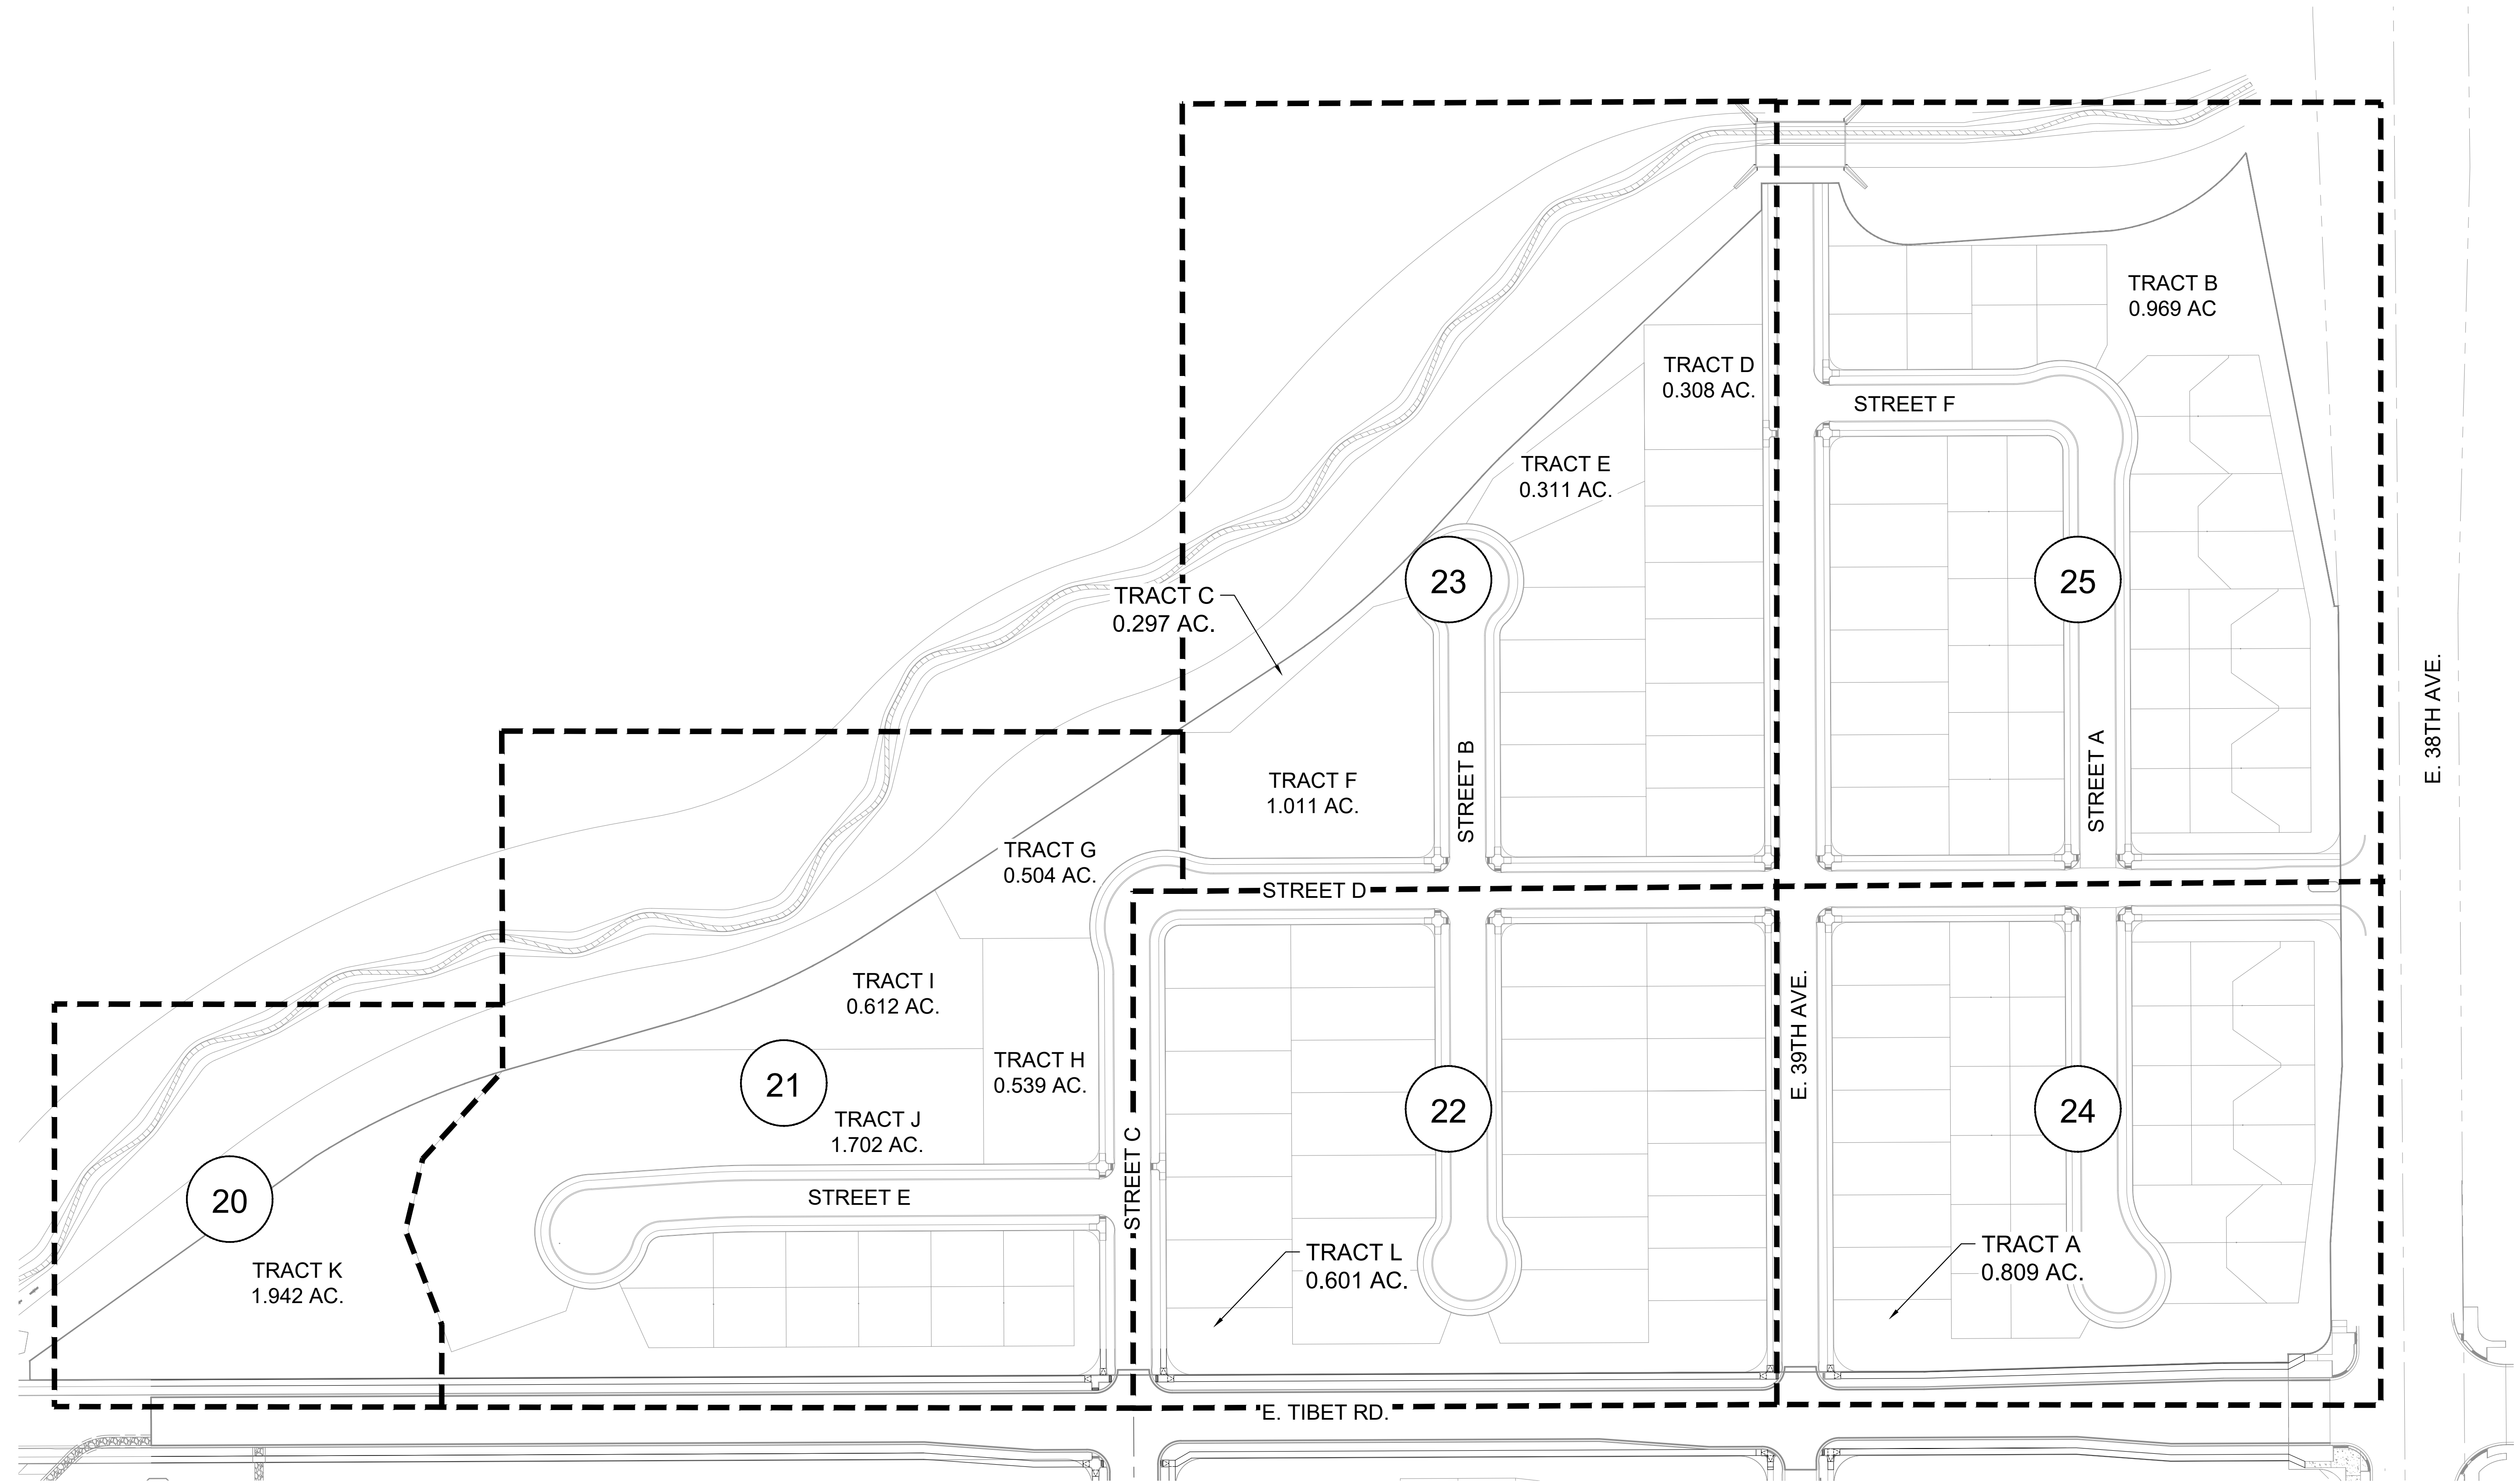 TRACT B
0.969 AC
TRACT D
0.308 AC.
STREET F
TRACT E
0.311 AC.
23
25
TRACT C
0.297 AC.
E. 38TH AVE.
STREET B
STREET A
TRACT F
1.011 AC.
TRACT G
0.504 AC.
STREET D
TRACT I
0.612 AC.
E. 39TH AVE.
TRACT H
0.539 AC.
21
22
24
TRACT J
1.702 AC.
STREET C
20
STREET E
TRACT L
0.601 AC.
TRACT A
0.809 AC.
TRACT K
1.942 AC.
E. TIBET RD.